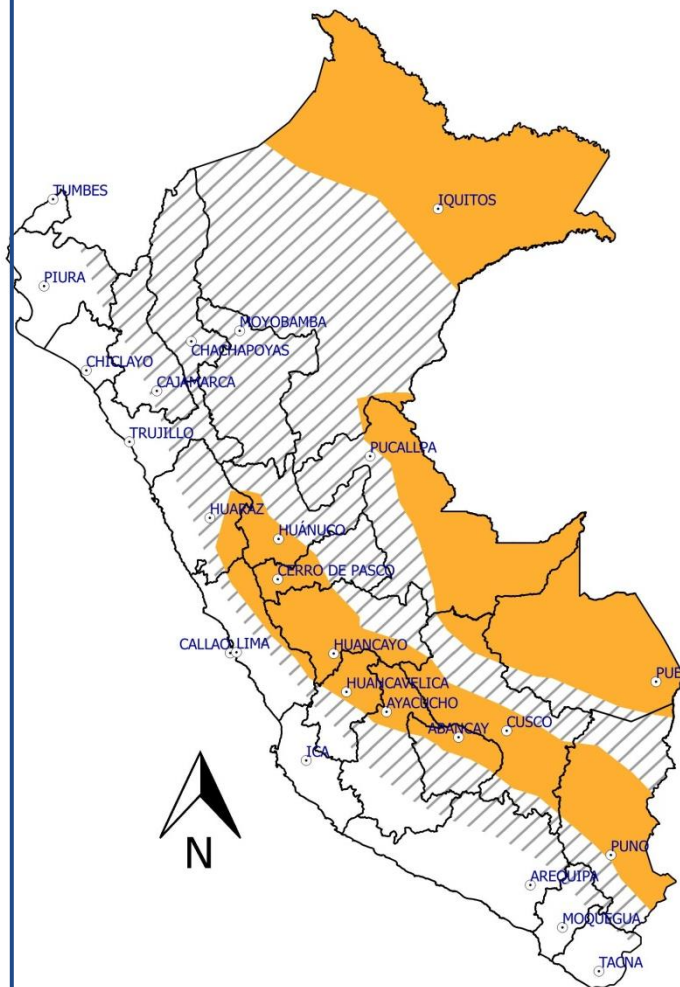 TUMBES
IQUITOS
PIURA
MOYOBAMBA
CHACHAPOYAS
CHICLAYO
CAJAMARCA
TRUJILLO
PUCALLPA
HUARAZ
HUÁNUCO
CERRO DE PASCO
CALLAO
LIMA
HUANCAYO
PUE
HUANCAVELICA
AYACUCHO
CUSCO
ABANCAY
ICA
N
PUNO
AREQUIPA
MOQUEGUA
TACNA